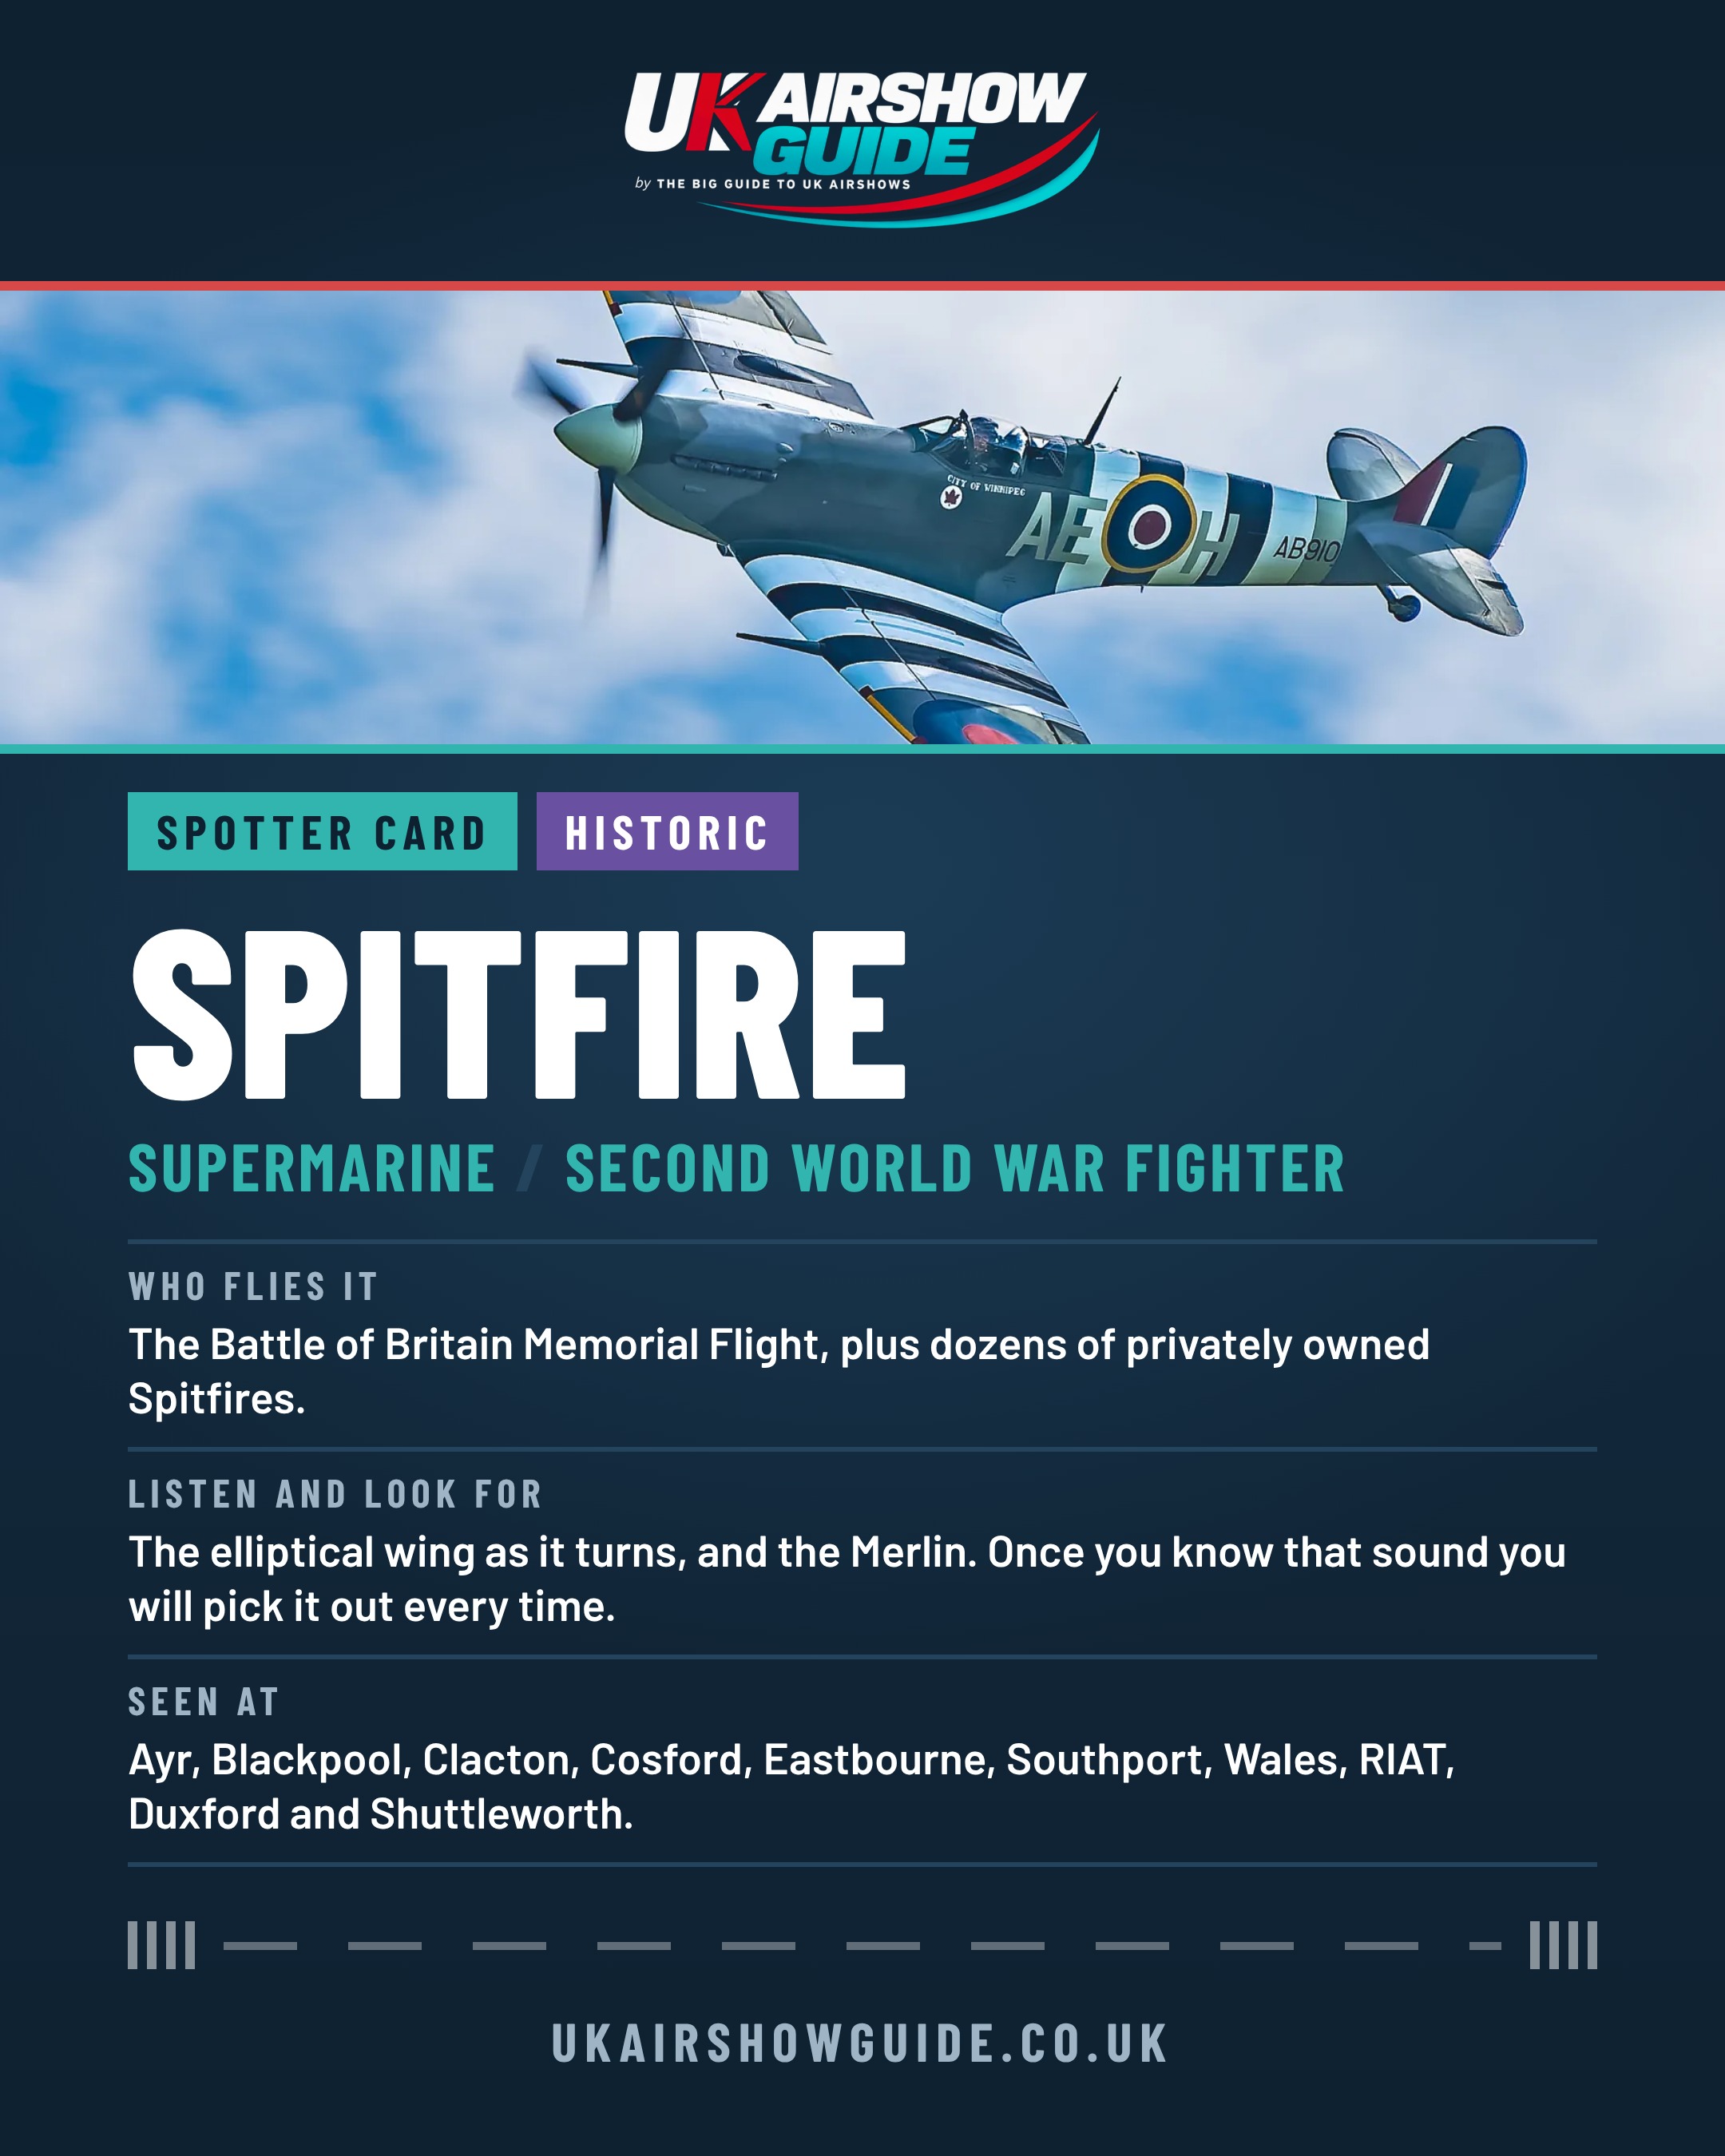 UK AIRSHOW
GUIDE
by THE BIG GUIDE TO UK AIRSHOWS
CITY OF WINNIPEG
AE H
AB910
SPOTTER CARD HISTORIC
SPITFIRE
SUPERMARINE / SECOND WORLD WAR FIGHTER
WHO FLIES IT
The Battle of Britain Memorial Flight, plus dozens of privately owned
Spitfires.
LISTEN AND LOOK FOR
The elliptical wing as it turns, and the Merlin. Once you know that sound you
will pick it out every time.
SEEN AT
Ayr, Blackpool, Clacton, Cosford, Eastbourne, Southport, Wales, RIAT,
Duxford and Shuttleworth.
UKAIRSHOWGUIDE.CO.UK